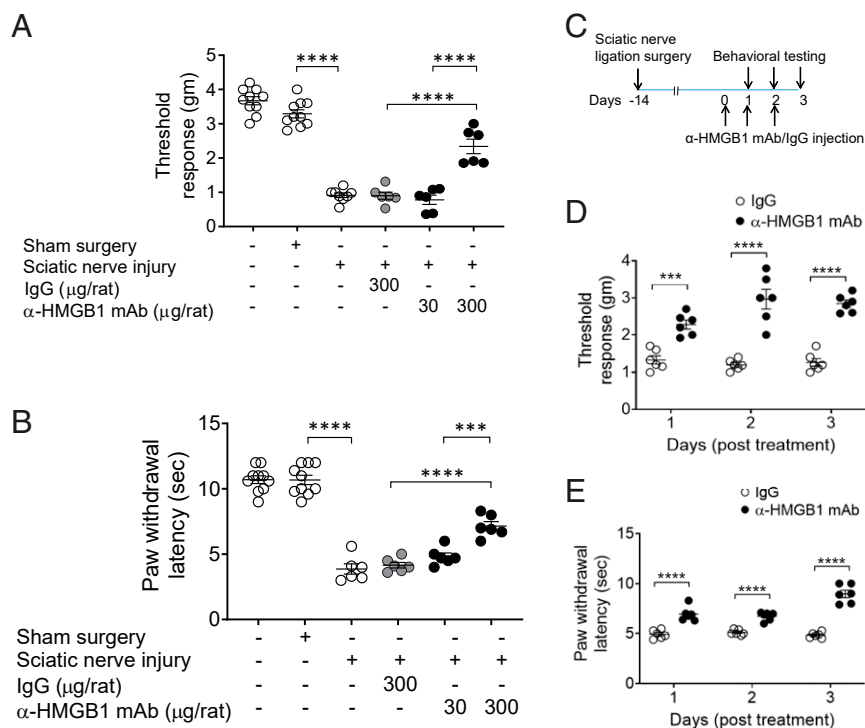 A
Threshold
response (gm)
5
4
3
2
1
0
****
****
****
Sham surgery - + - - - -
Sciatic nerve injury - - + + + +
IgG (μg/rat) - - - 300 - -
α-HMGB1 mAb (μg/rat) - - - - 30 300
B
Paw withdrawal
latency (sec)
15
10
5
0
****
***
****
Sham surgery - + - - - -
Sciatic nerve injury - - + + + +
IgG (μg/rat) - - - 300 - -
α-HMGB1 mAb (μg/rat) - - - - 30 300
C
Sciatic nerve
ligation surgery
Behavioral testing
Days -14 0 1 2 3
α-HMGB1 mAb/IgG injection
D
IgG
α-HMGB1 mAb
Threshold
response (gm)
5
4
3
2
1
0
***
****
****
1 2 3
Days (post treatment)
E
IgG
α-HMGB1 mAb
Paw withdrawal
latency (sec)
15
10
5
0
****
****
****
1 2 3
Days (post treatment)